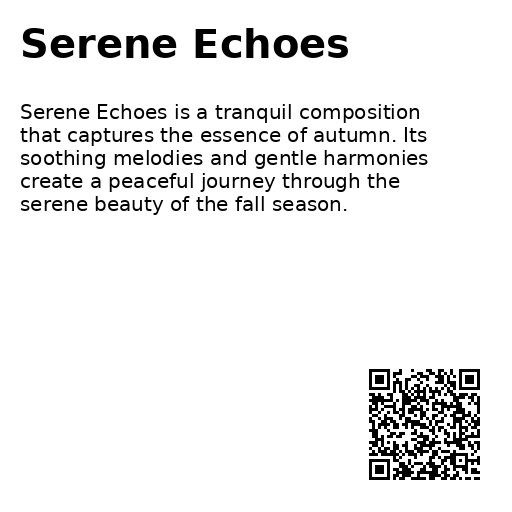 Serene Echoes
Serene Echoes is a tranquil composition
that captures the essence of autumn. Its
soothing melodies and gentle harmonies
create a peaceful journey through the
serene beauty of the fall season.